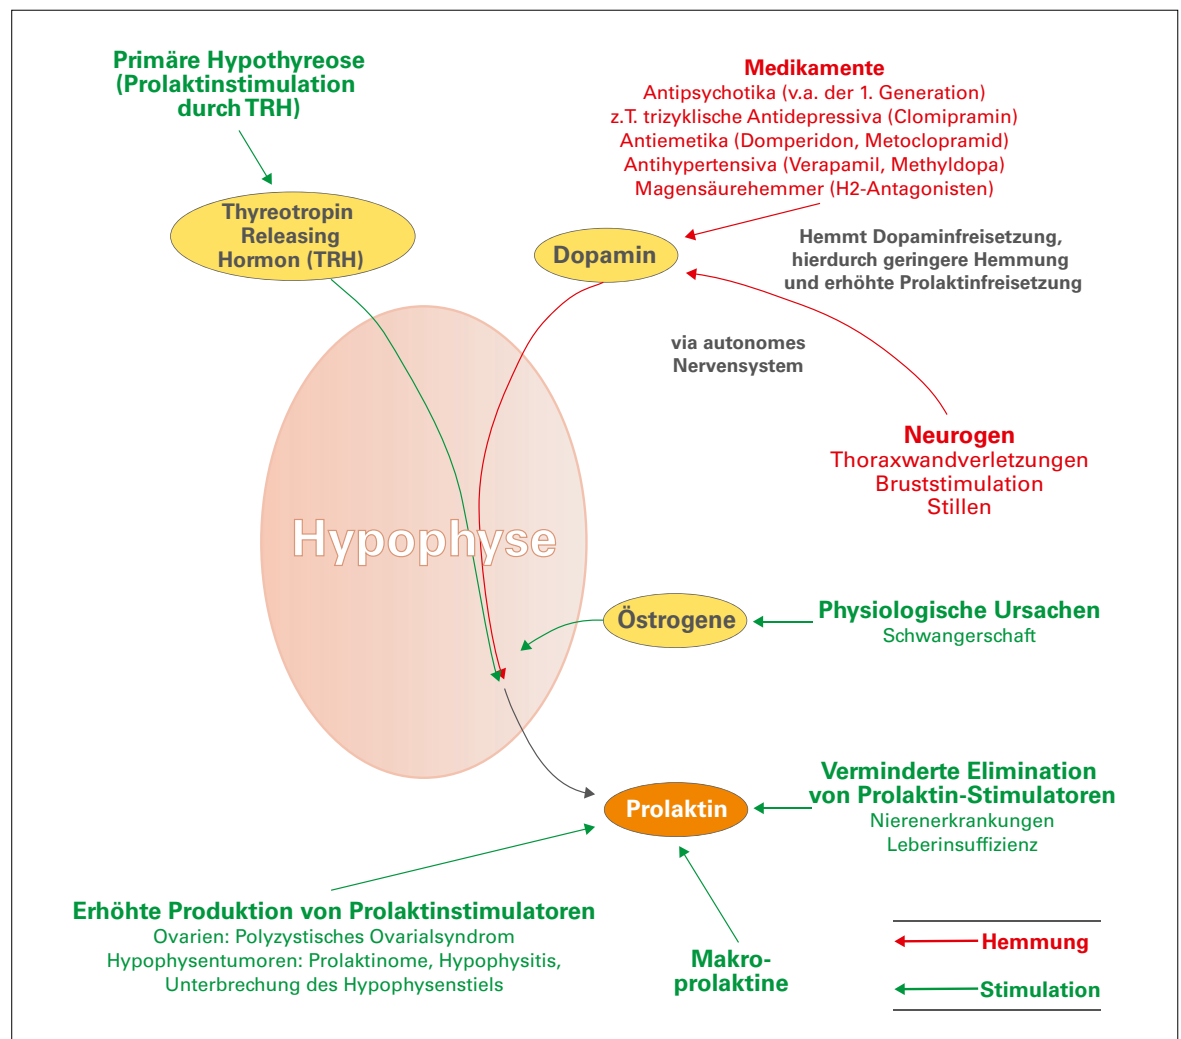 Primäre Hypothyreose
(Prolaktinstimulation
durch TRH)
Medikamente
Antipsychotika (v.a. der 1. Generation)
z.T. trizyklische Antidepressiva (Clomipramin)
Antiemetika (Domperidon, Metoclopramid)
Antihypertensiva (Verapamil, Methyldopa)
Magensäurehemmer (H2-Antagonisten)
Thyreotropin
Releasing
Hormon (TRH)
Dopamin
Hemmt Dopaminfreisetzung,
hierdurch geringere Hemmung
und erhöhte Prolaktinfreisetzung
via autonomes
Nervensystem
Neurogen
Thoraxwandverletzungen
Bruststimulation
Stillen
Hypophyse
Östrogene
Physiologische Ursachen
Schwangerschaft
Verminderte Elimination
von Prolaktin-Stimulatoren
Nierenerkrankungen
Leberinsuffizienz
Prolaktin
Erhöhte Produktion von Prolaktinstimulatoren
Ovarien: Polyzystisches Ovarialsyndrom
Hypophysentumoren: Prolaktinome, Hypophysitis,
Unterbrechung des Hypophysenstiels
Makro-
prolaktine
Hemmung
Stimulation